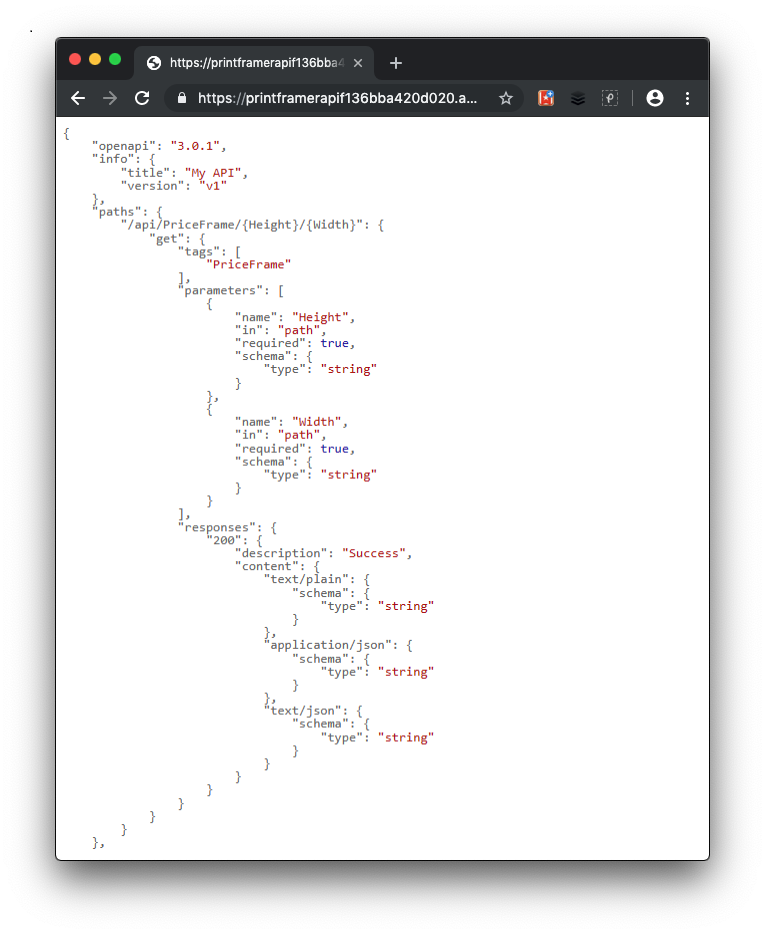 .
https://printframerapif136bba4
https://printframerapif136bba420d020.a...
{
    "openapi": "3.0.1",
    "info": {
        "title": "My API",
        "version": "v1"
    },
    "paths": {
        "/api/PriceFrame/{Height}/{Width}": {
            "get": {
                "tags": [
                    "PriceFrame"
                ],
                "parameters": [
                    {
                        "name": "Height",
                        "in": "path",
                        "required": true,
                        "schema": {
                            "type": "string"
                        }
                    },
                    {
                        "name": "Width",
                        "in": "path",
                        "required": true,
                        "schema": {
                            "type": "string"
                        }
                    }
                ],
                "responses": {
                    "200": {
                        "description": "Success",
                        "content": {
                            "text/plain": {
                                "schema": {
                                    "type": "string"
                                }
                            },
                            "application/json": {
                                "schema": {
                                    "type": "string"
                                }
                            },
                            "text/json": {
                                "schema": {
                                    "type": "string"
                                }
                            }
                        }
                    }
                }
            }
        }
    },